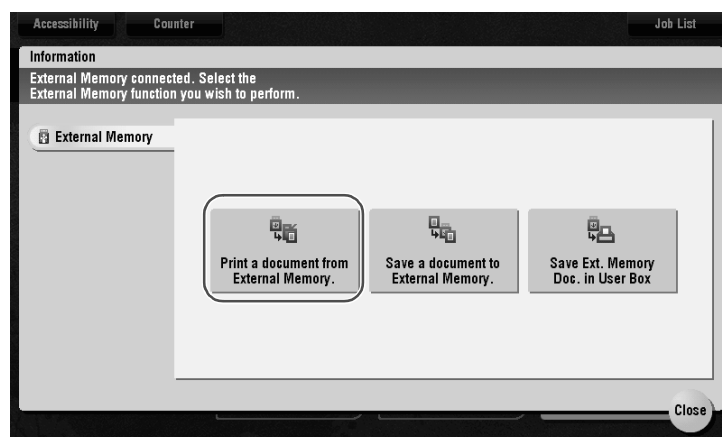 Accessibility
Counter
Job List
Information
External Memory connected. Select the
External Memory function you wish to perform.
External Memory
Print a document from
External Memory.
Save a document to
External Memory.
Save Ext. Memory
Doc. in User Box
Close